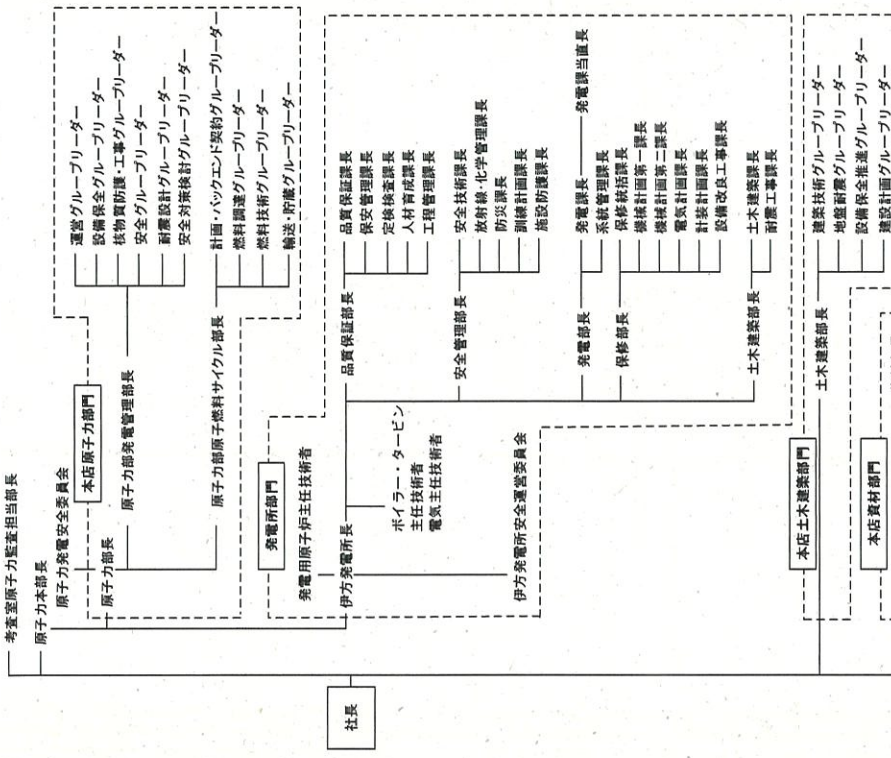 社長
考査室原子力監査担当部長
原子力本部長
原子力発電安全委員会
本店原子力部門
原子力部長
原子力部発電管理部長
運営グループリーダー
設備保全グループリーダー
核物質防護・工事グループリーダー
安全グループリーダー
耐震設計グループリーダー
安全対策検討グループリーダー
原子力部原子燃料サイクル部長
計画・バックエンド契約グループリーダー
燃料調達グループリーダー
燃料技術グループリーダー
輸送・貯蔵グループリーダー
発電所部門
発電用原子炉主任技術者
伊方発電所長
ボイラー・タービン
主任技術者
電気主任技術者
伊方発電所安全運営委員会
品質保証部長
品質保証課長
保安管理課長
定検検査課長
人材育成課長
工程管理課長
安全管理部長
安全技術課長
放射線・化学管理課長
防災課長
訓練計画課長
施設防護課長
発電部長
発電課長
発電課当直長
系統管理課長
保修部長
保修統括課長
機械計画第一課長
機械計画第二課長
電気計画課長
計装計画課長
設備改良工事課長
土木建築部長
土木建築課長
耐震工事課長
本店土木建築部門
土木建築部長
建築技術グループリーダー
地盤耐震グループリーダー
設備保全推進グループリーダー
建設計画グループリーダー
本店資材部門